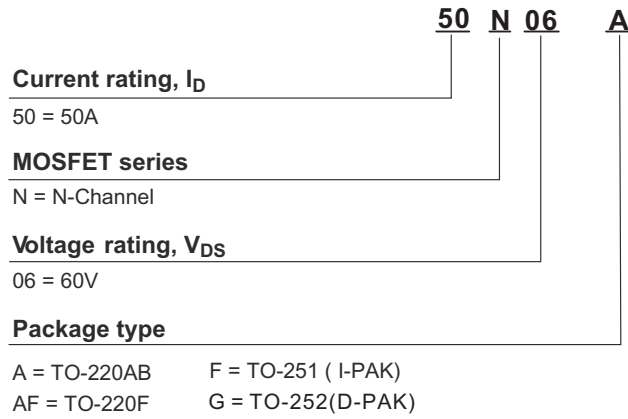 50 N 06 A
Current rating, ID
50 = 50A
MOSFET series
N = N-Channel
Voltage rating, VDS
06 = 60V
Package type
A = TO-220AB F = TO-251 ( I-PAK)
AF = TO-220F G = TO-252(D-PAK)